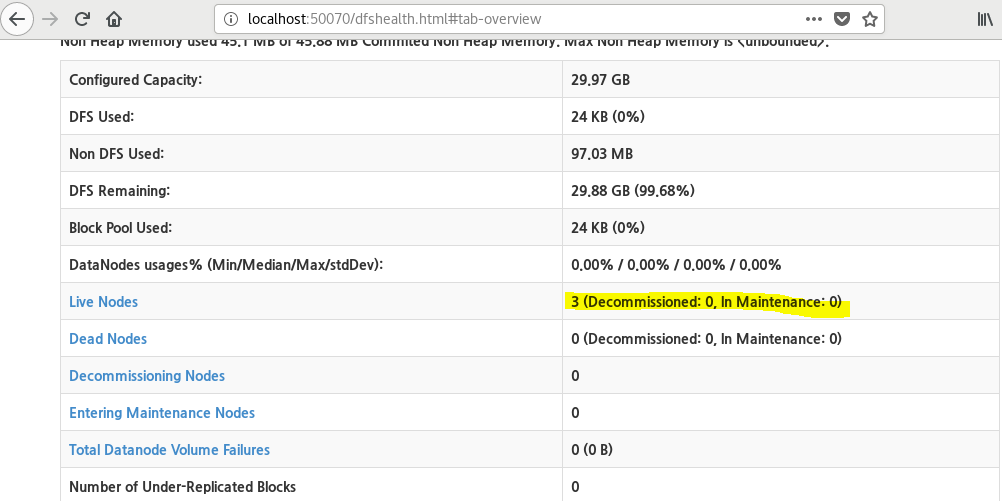 localhost:50070/dfshealth.html#tab-overview
Non Heap Memory used 45.1 MB of 45.88 MB Commited Non Heap Memory. Max Non Heap Memory is <unbounded>.
Configured Capacity: 29.97 GB
DFS Used: 24 KB (0%)
Non DFS Used: 97.03 MB
DFS Remaining: 29.88 GB (99.68%)
Block Pool Used: 24 KB (0%)
DataNodes usages% (Min/Median/Max/stdDev): 0.00% / 0.00% / 0.00% / 0.00%
Live Nodes 3 (Decommissioned: 0, In Maintenance: 0)
Dead Nodes 0 (Decommissioned: 0, In Maintenance: 0)
Decommissioning Nodes 0
Entering Maintenance Nodes 0
Total Datanode Volume Failures 0 (0 B)
Number of Under-Replicated Blocks 0